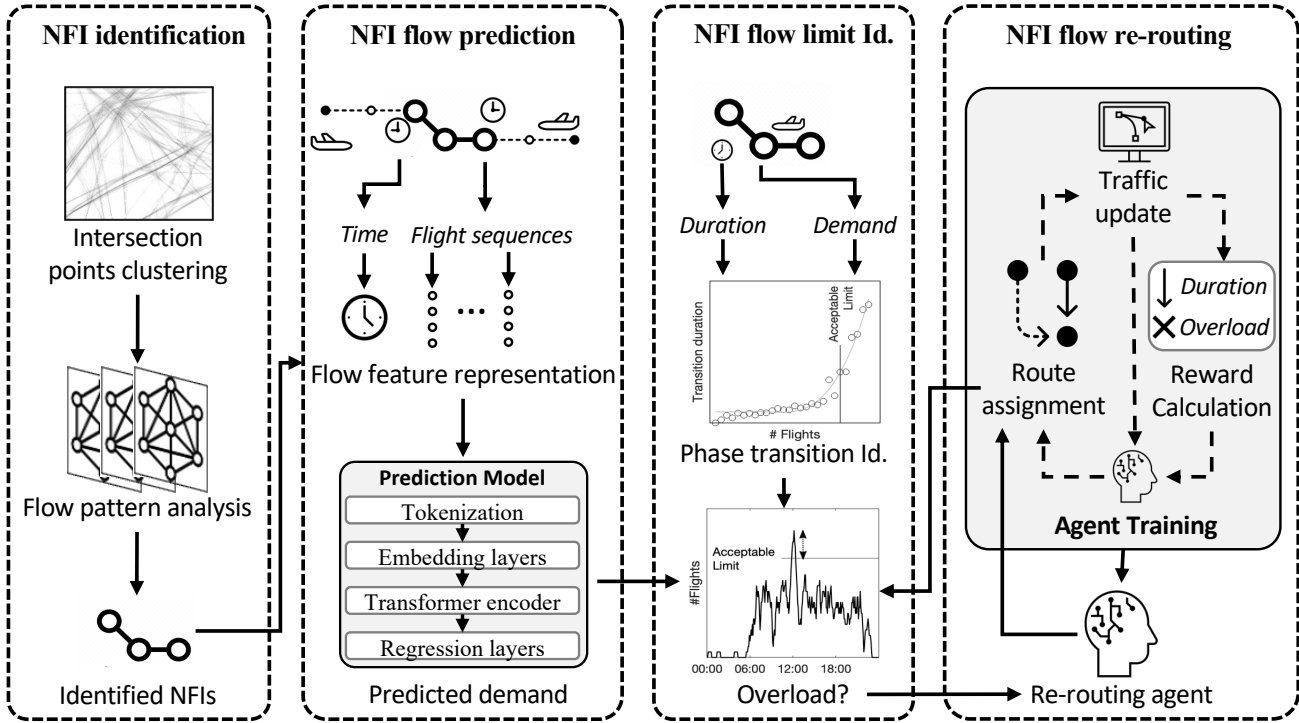 NFI identification
Intersection
points clustering
Flow pattern analysis
Identified NFIs
NFI flow prediction
Time
Flight sequences
...
Flow feature representation
Prediction Model
Tokenization
Embedding layers
Transformer encoder
Regression layers
Predicted demand
NFI flow limit Id.
Duration
Demand
Transition duration
Acceptable
Limit
# Flights
Phase transition Id.
Acceptable
Limit
#Flights
00:00 06:00 12:00 18:00
Overload?
NFI flow re-routing
Traffic
update
Duration
Overload
Route
assignment
Reward
Calculation
Agent Training
Re-routing agent